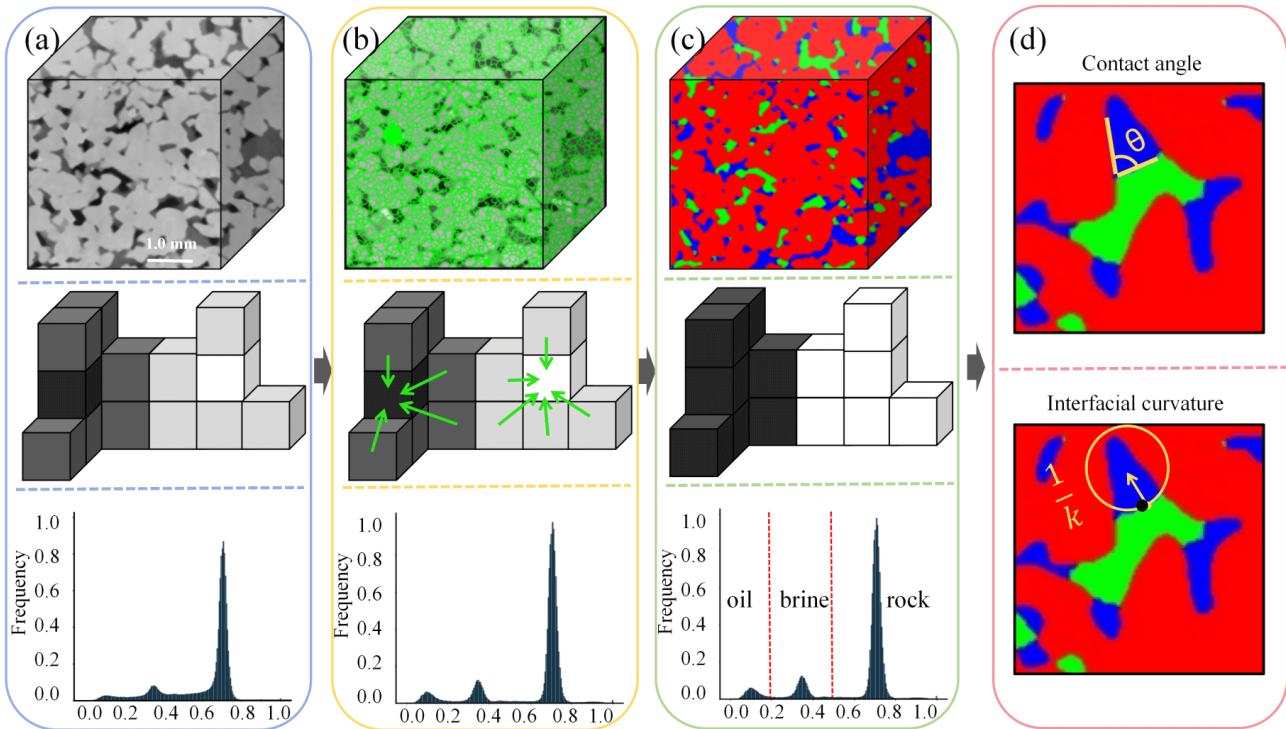 (a)
1.0 mm
Frequency
1.0
0.8
0.6
0.4
0.2
0.0
0.0 0.2 0.4 0.6 0.8 1.0
(b)
Frequency
1.0
0.8
0.6
0.4
0.2
0.0
0.0 0.2 0.4 0.6 0.8 1.0
(c)
Frequency
1.0
0.8
0.6
0.4
0.2
0.0
oil brine rock
0.0 0.2 0.4 0.6 0.8 1.0
(d)
Contact angle
θ
Interfacial curvature
1
k